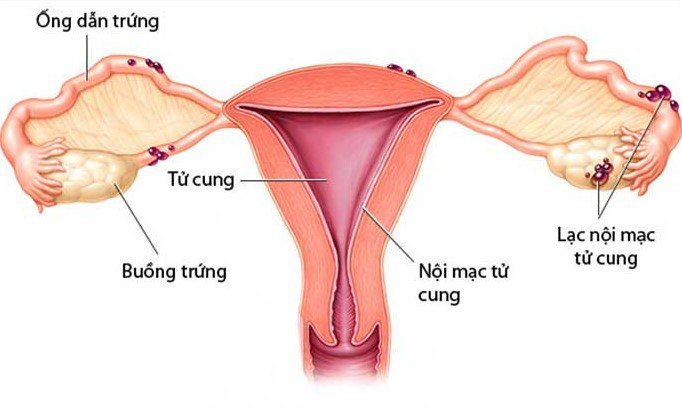 Ống dẫn trứng
Tử cung
Buồng trứng
Nội mạc tử
cung
Lạc nội mạc
tử cung